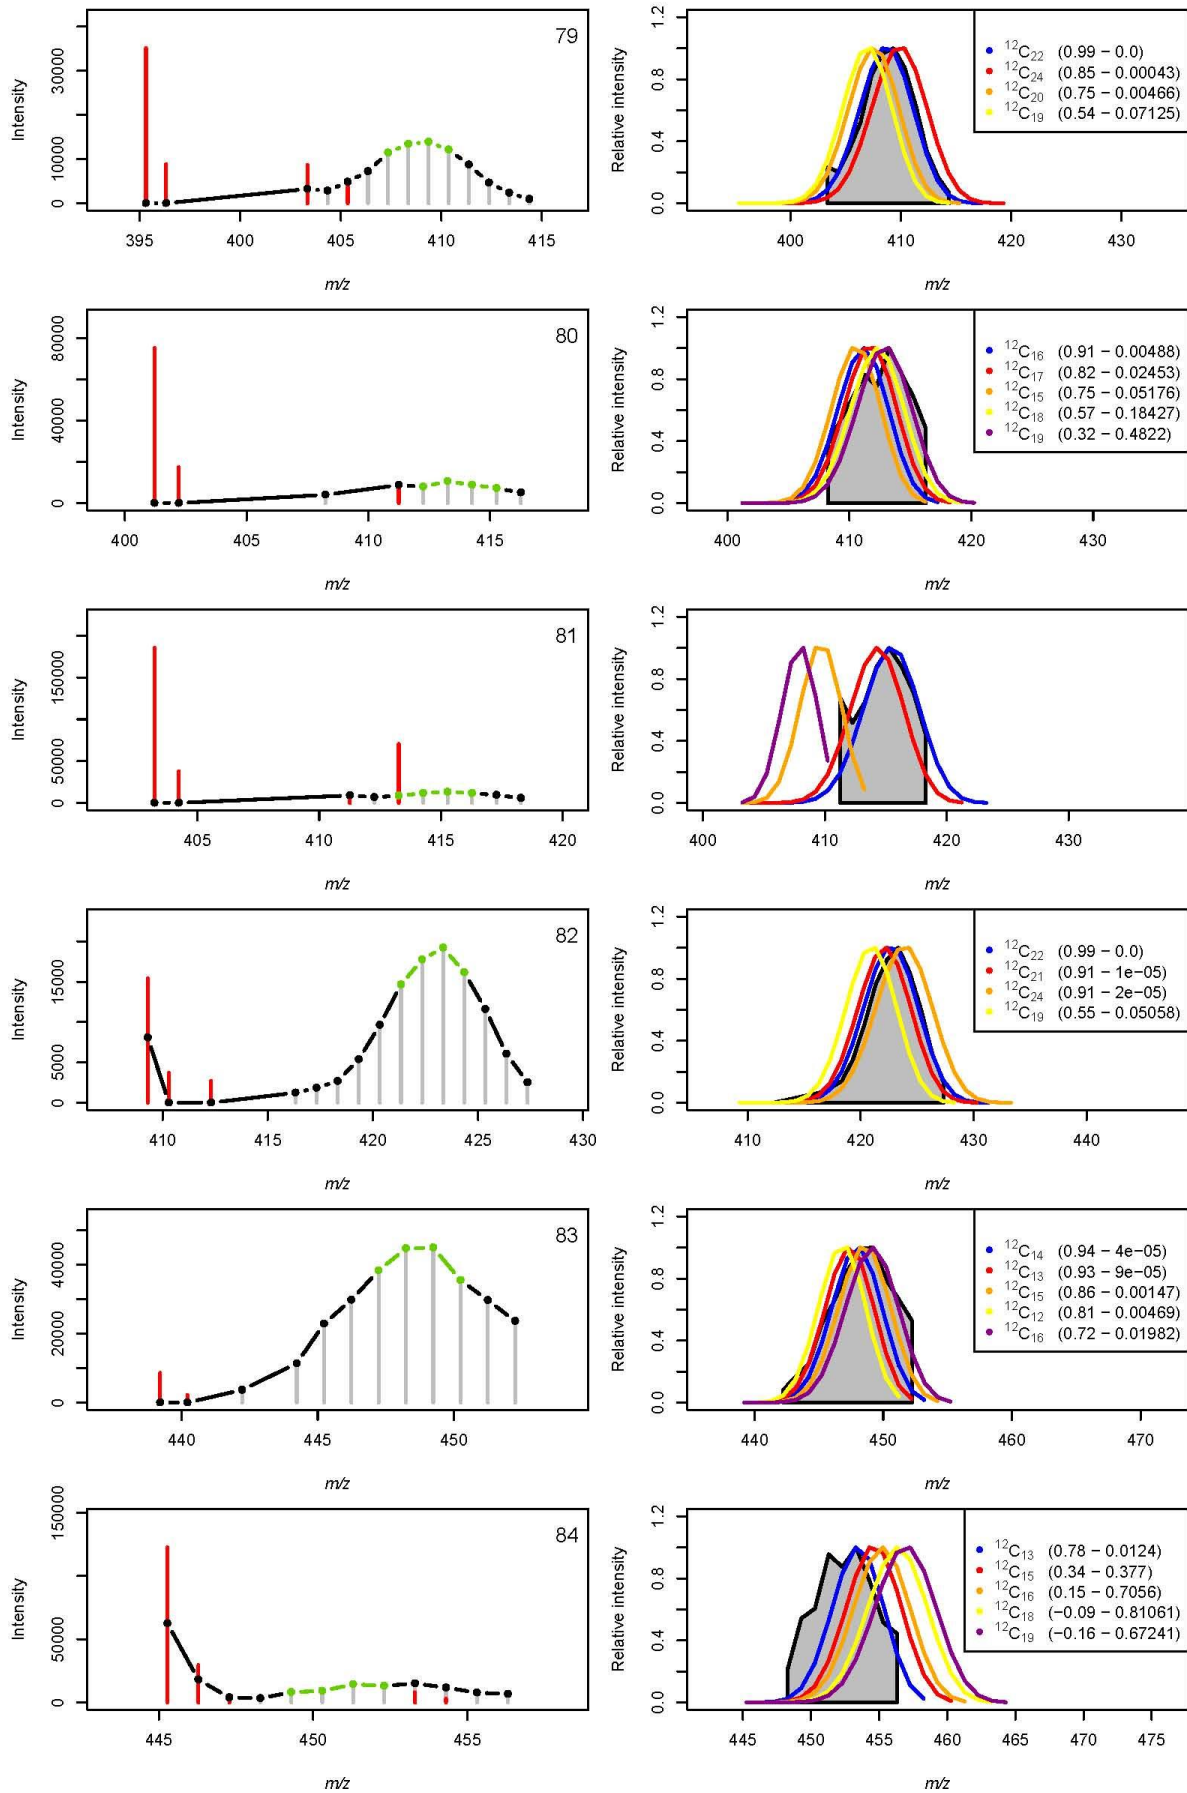 79
Intensity
0 10000 30000
395 400 405 410 415
m/z
Relative intensity
0.0 0.4 0.8 1.2
400 410 420 430
m/z
12C22 (0.99 − 0.0)
12C24 (0.85 − 0.00043)
12C20 (0.75 − 0.00466)
12C19 (0.54 − 0.07125)
80
Intensity
0 40000 80000
400 405 410 415
m/z
Relative intensity
0.0 0.4 0.8 1.2
400 410 420 430
m/z
12C16 (0.91 − 0.00488)
12C17 (0.82 − 0.02453)
12C15 (0.75 − 0.05176)
12C18 (0.57 − 0.18427)
12C19 (0.32 − 0.4822)
81
Intensity
0 50000 150000
405 410 415 420
m/z
Relative intensity
0.0 0.4 0.8 1.2
400 410 420 430
m/z
82
Intensity
0 5000 15000
410 415 420 425 430
m/z
Relative intensity
0.0 0.4 0.8 1.2
410 420 430 440
m/z
12C22 (0.99 − 0.0)
12C21 (0.91 − 1e−05)
12C24 (0.91 − 2e−05)
12C19 (0.55 − 0.05058)
83
Intensity
0 20000 40000
440 445 450
m/z
Relative intensity
0.0 0.4 0.8 1.2
440 450 460 470
m/z
12C14 (0.94 − 4e−05)
12C13 (0.93 − 9e−05)
12C15 (0.86 − 0.00147)
12C12 (0.81 − 0.00469)
12C16 (0.72 − 0.01982)
84
Intensity
0 50000 150000
445 450 455
m/z
Relative intensity
0.0 0.4 0.8 1.2
445 450 455 460 465 470 475
m/z
12C13 (0.78 − 0.0124)
12C15 (0.34 − 0.377)
12C16 (0.15 − 0.7056)
12C18 (−0.09 − 0.81061)
12C19 (−0.16 − 0.67241)